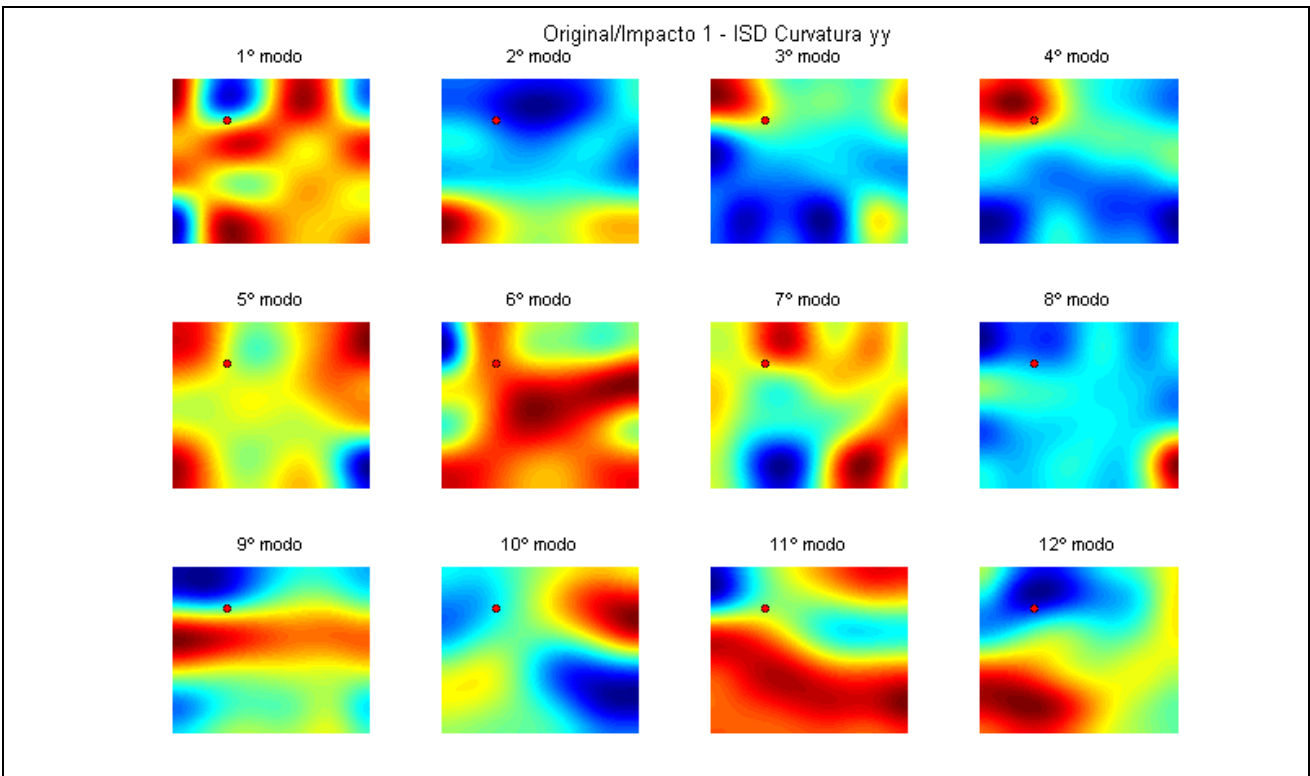 Original/Impacto 1 - ISD Curvatura yy
1º modo
2º modo
3º modo
4º modo
5º modo
6º modo
7º modo
8º modo
9º modo
10º modo
11º modo
12º modo